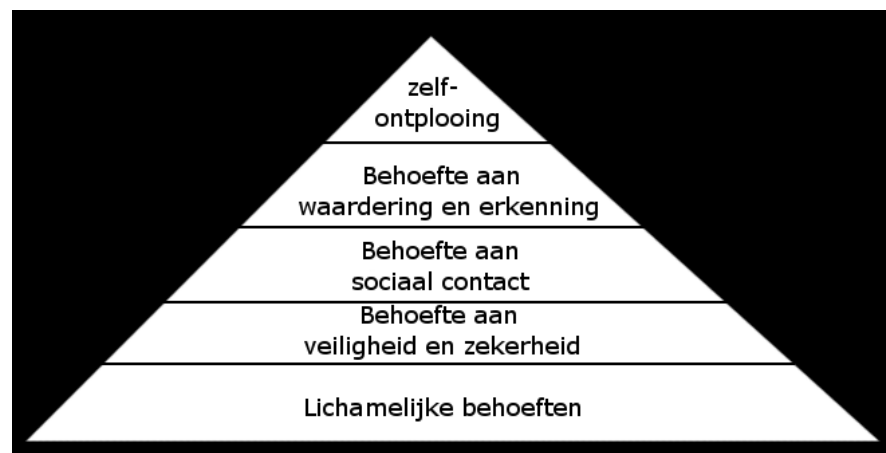 zelf-
ontplooing
Behoefte aan
waardering en erkenning
Behoefte aan
sociaal contact
Behoefte aan
veiligheid en zekerheid
Lichamelijke behoeften